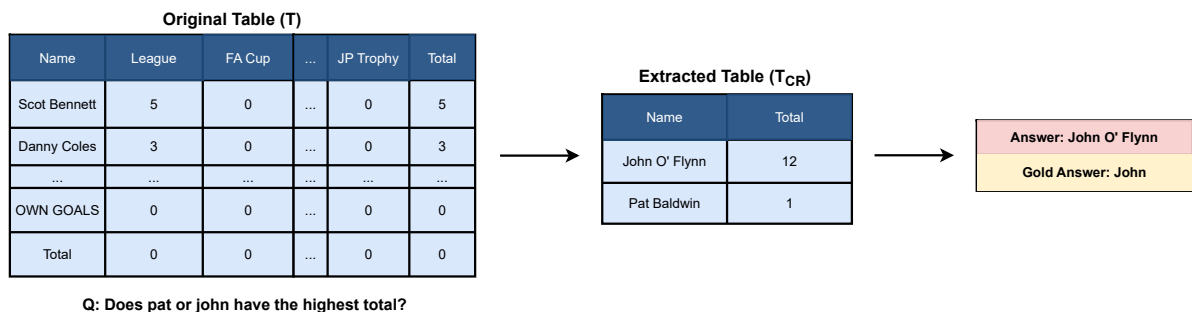 Original Table (T)
Name League FA Cup ... JP Trophy Total
Scot Bennett 5 0 ... 0 5
Danny Coles 3 0 ... 0 3
... ... ... ... ... ...
OWN GOALS 0 0 ... 0 0
Total 0 0 ... 0 0
Q: Does pat or john have the highest total?
Extracted Table (TCR)
Name Total
John O' Flynn 12
Pat Baldwin 1
Answer: John O' Flynn
Gold Answer: John